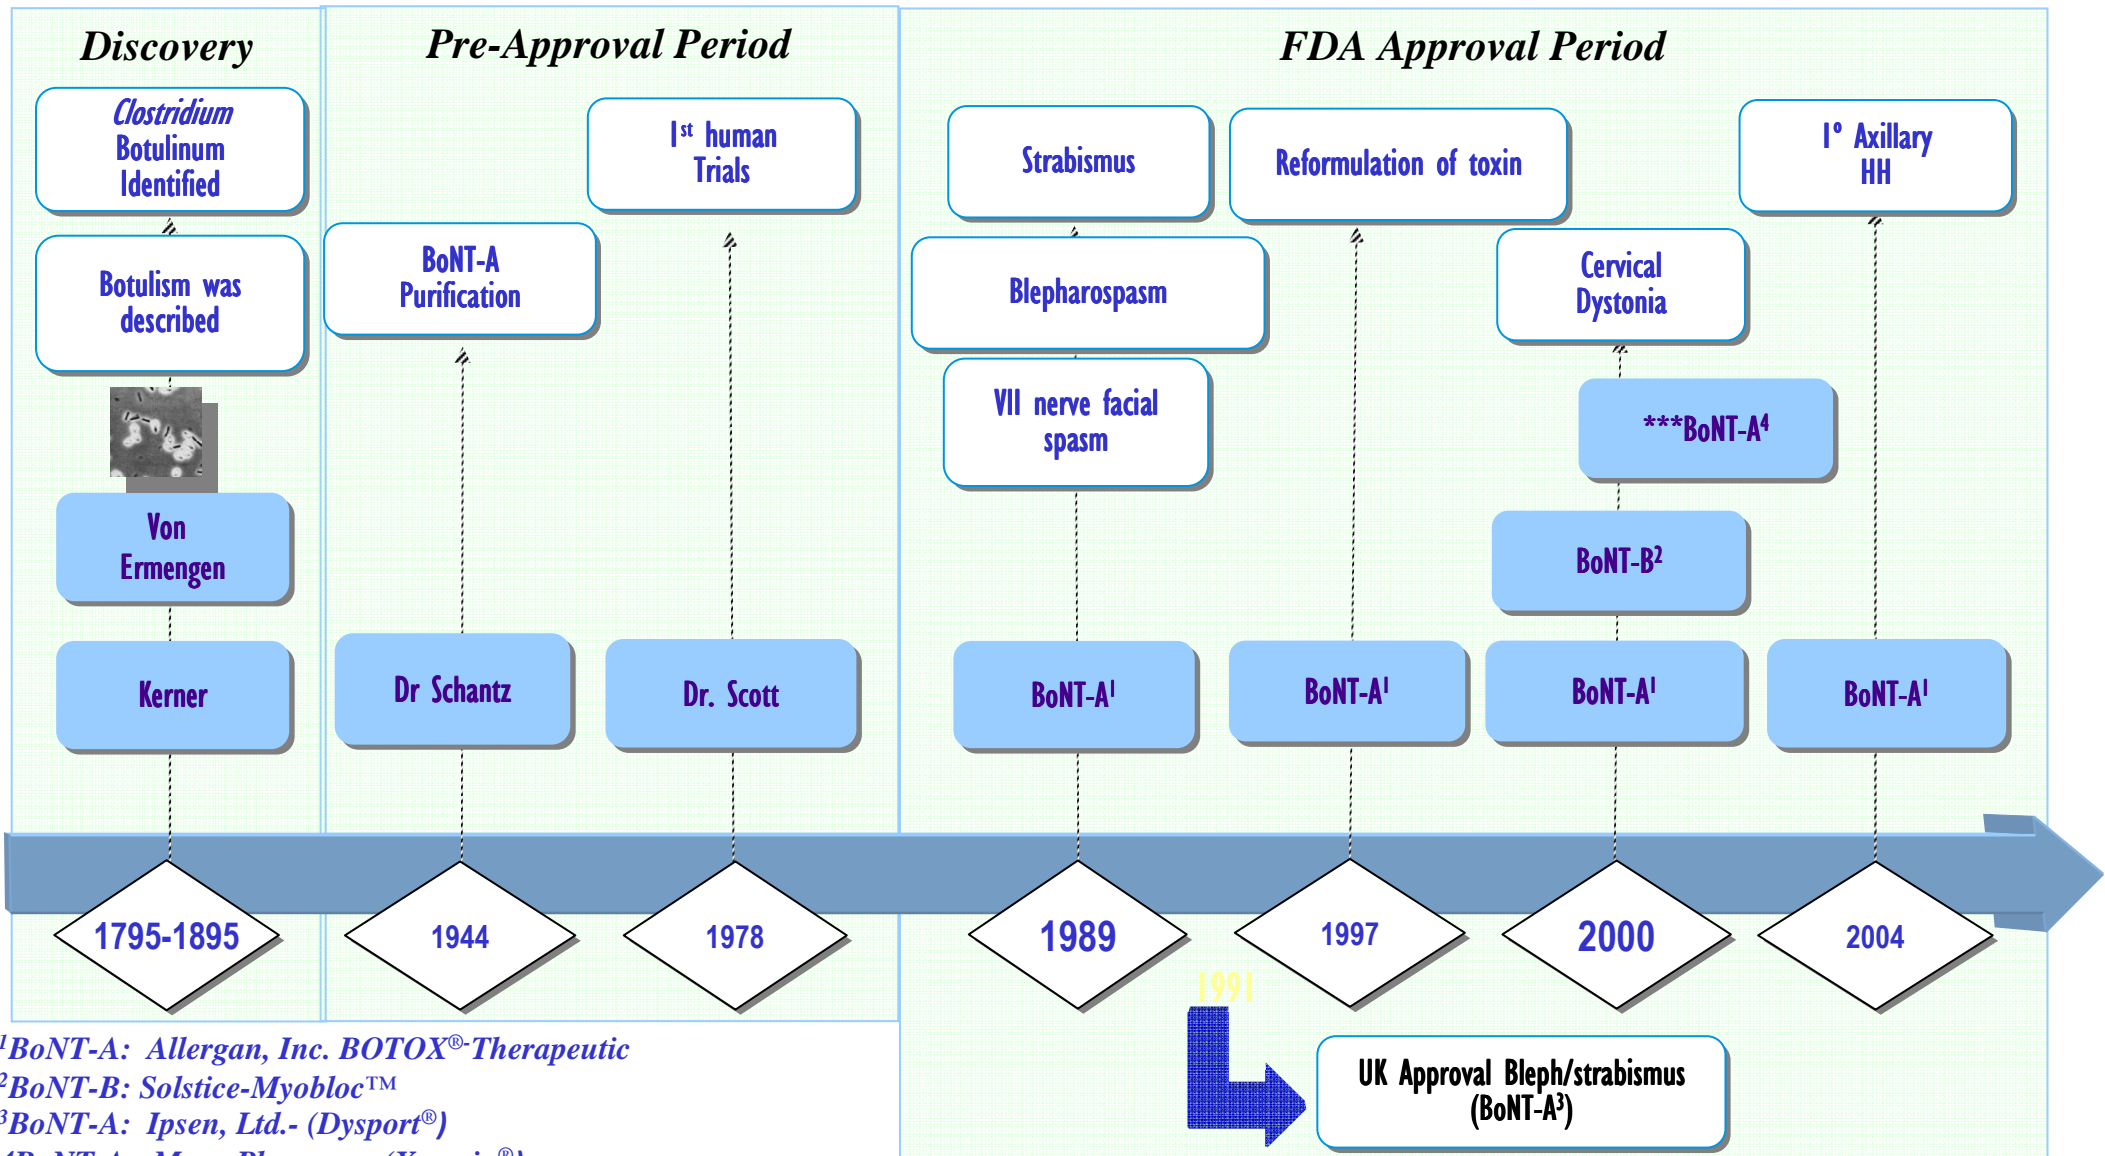 Discovery
Pre-Approval Period
FDA Approval Period
Clostridium
Botulinum
Identified
Botulism was
described
Von
Ermengen
Kerner
BoNT-A
Purification
Dr Schantz
1st human
Trials
Dr. Scott
Strabismus
Blepharospasm
VII nerve facial
spasm
BoNT-A1
Reformulation of toxin
BoNT-A1
Cervical
Dystonia
***BoNT-A4
BoNT-B2
BoNT-A1
1° Axillary
HH
BoNT-A1
1795-1895
1944
1978
1989
1997
2000
2004
1991
UK Approval Bleph/strabismus
(BoNT-A3)
1BoNT-A: Allergan, Inc. BOTOX®-Therapeutic
2BoNT-B: Solstice-Myobloc™
3BoNT-A: Ipsen, Ltd.- (Dysport®)
4BoNT-A: